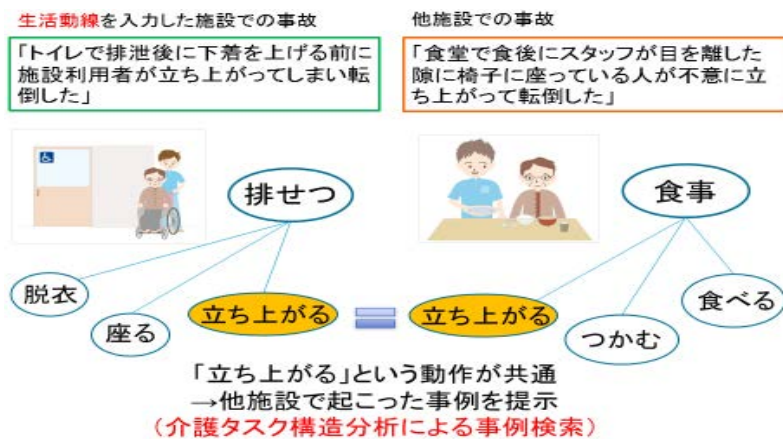 生活動線を入力した施設での事故
「トイレで排泄後に下着を上げる前に
施設利用者が立ち上がってしまい転
倒した」
他施設での事故
「食堂で食後にスタッフが目を離した
隙に椅子に座っている人が不意に立
ち上がって転倒した」
排せつ
脱衣
座る
立ち上がる
食事
立ち上がる
つかむ
食べる
「立ち上がる」という動作が共通
→他施設で起こった事例を提示
(介護タスク構造分析による事例検索)